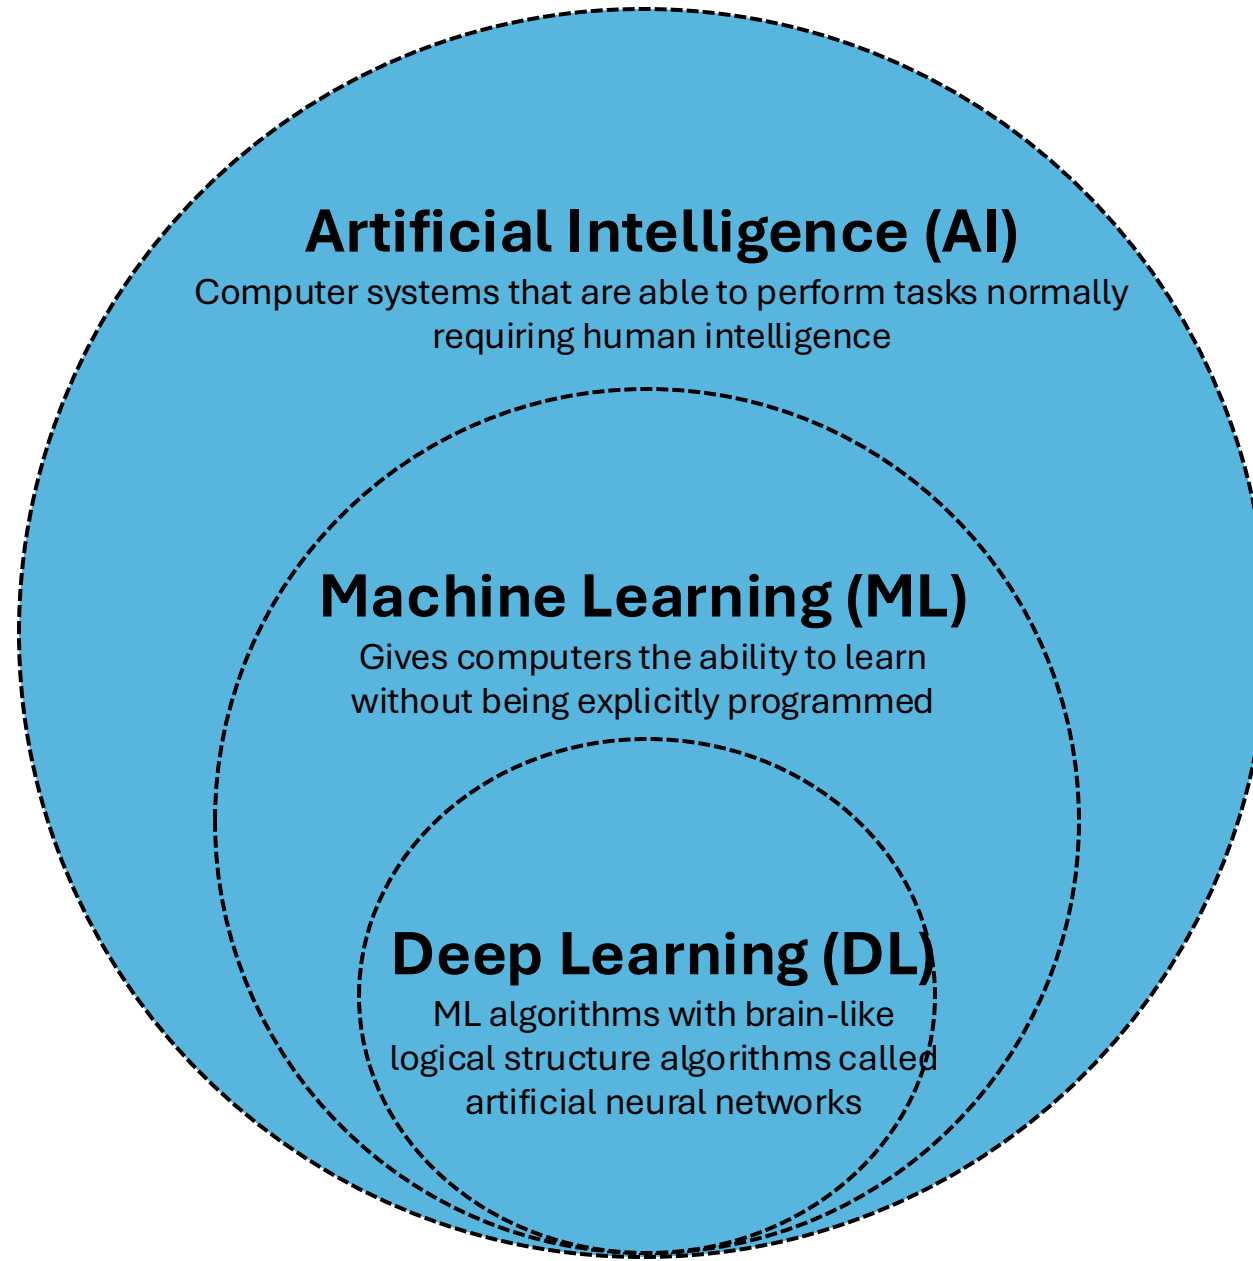 Artificial Intelligence (AI)
Computer systems that are able to perform tasks normally
requiring human intelligence
Machine Learning (ML)
Gives computers the ability to learn
without being explicitly programmed
Deep Learning (DL)
ML algorithms with brain-like
logical structure algorithms called
artificial neural networks